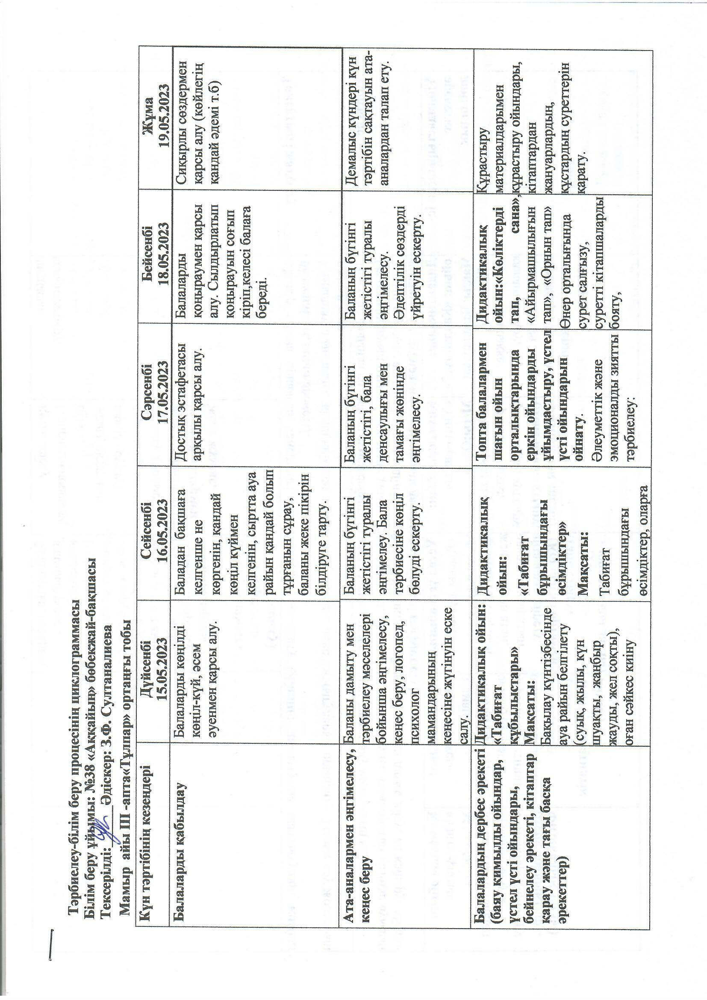 Тәрбиелеу-білім беру процесінің циклограммасы
Білім беру ұйымы: №38 «Аққайың» бөбекжай-бақшасы
Тексерілді:________Әдіскер: З.Ф. Султаналиева
Мамыр айы III -апта«Тұлпар» ортаңғы тобы
Күн тәртібінің кезеңдері
Дүйсенбі
15.05.2023
Сейсенбі
16.05.2023
Сәрсенбі
17.05.2023
Бейсенбі
18.05.2023
Жұма
19.05.2023
Балаларды қабылдау
Балаларды көңілді
көңіл-күй, әсем
әуенмен қарсы алу.
Баладан бақшаға
келгенше не
көргенін, қандай
көңіл күймен
келгенін, сыртта ауа
райын қандай болып
тұрғанын сұрау,
баланы жеке пікірін
білдіруге тарту.
Достық эстафетасы
арқылы қарсы алу.
Балаларды
қоңыраумен қарсы
алу. Сылдырлатып
қоңырауын соғып
кіріп,келесі балаға
береді.
Сиқырлы сөздермен
қарсы алу (көйлегің
қандай әдемі т.б)
Ата-аналармен әңгімелесу,
кеңес беру
Баланы дамыту мен
тәрбиелеу мәселелері
бойынша әңгімелесу,
кеңес беру, логопед,
психолог
мамандарының
кеңесіне жүгінуін еске
салу.
Баланың бүгінгі
жетістігі туралы
әңгімелеу. Бала
тәрбиесіне көңіл
бөлуді ескерту.
Баланың бүгінгі
жетістігі, бала
денсаулығы мен
тамағы жөнінде
әңгімелесу.
Баланың бүгінгі
жетістігі туралы
әңгімелесу.
Әдептілік сөздерді
үйретуін ескерту.
Демалыс күндері күн
тәртібін сақтауын ата-
аналардан талап ету.
Балалардың дербес әрекеті
(баяу қимылды ойындар,
үстел үсті ойындары,
бейнелеу әрекеті, кітаптар
қарау және тағы басқа
әрекеттер)
Дидактикалық ойын:
«Табиғат
құбылыстары»
Мақсаты:
Бақылау күнтізбесінде
ауа райын белгілету
(суық, жылы, күн
шуақты, жаңбыр
жауды, жел соқты),
оған сәйкес киіну
Дидактикалық
ойын:
«Табиғат
бұрышындағы
өсімдіктер»
Мақсаты:
Табиғат
бұрышындағы
өсімдіктер, оларға
Топта балалармен
шағын ойын
орталықтарында
еркін ойындарды
ұйымдастыру, үстел
үсті ойындарын
ойнату.
Әлеуметтік және
эмоционалды зиятты
тәрбиелеу:
Дидактикалық
ойын:«Көліктерді
тап, сана»,
«Айырмашылығын
тап», «Орнын тап»
Өнер орталығында
сурет салғызу,
суретті кітапшаларды
бояту,
Құрастыру
материалдарымен
құрастыру ойындары,
кітаптардан
жануарлардың,
құстардың суреттерін
қарату.